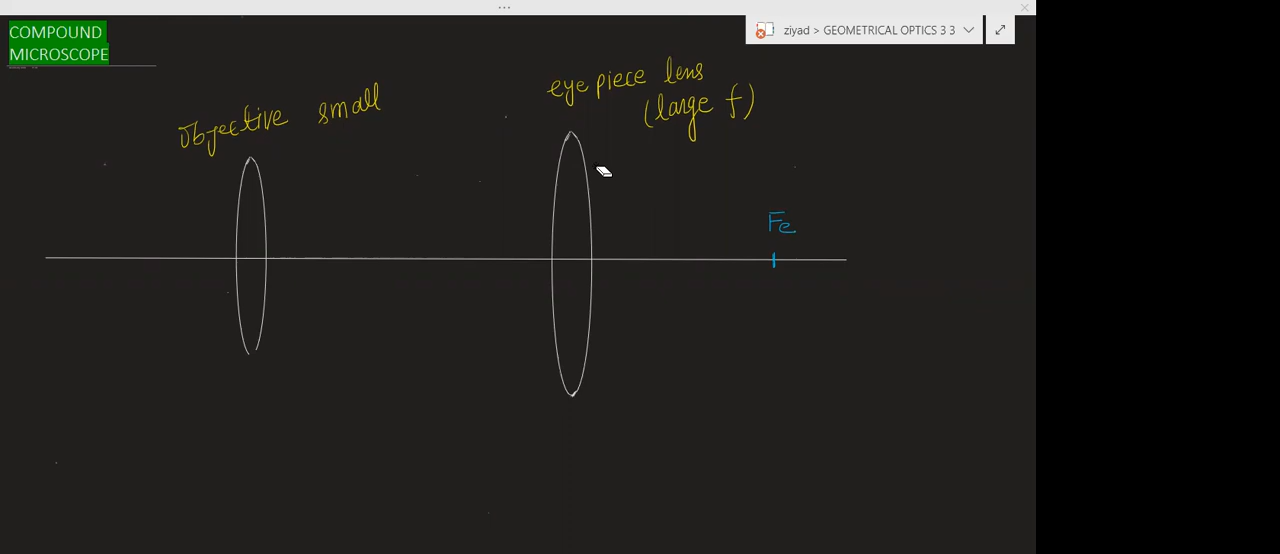 COMPOUND
MICROSCOPE
ziyad > GEOMETRICAL OPTICS 3 3
eye piece lens
(large f)
objective small
Fe